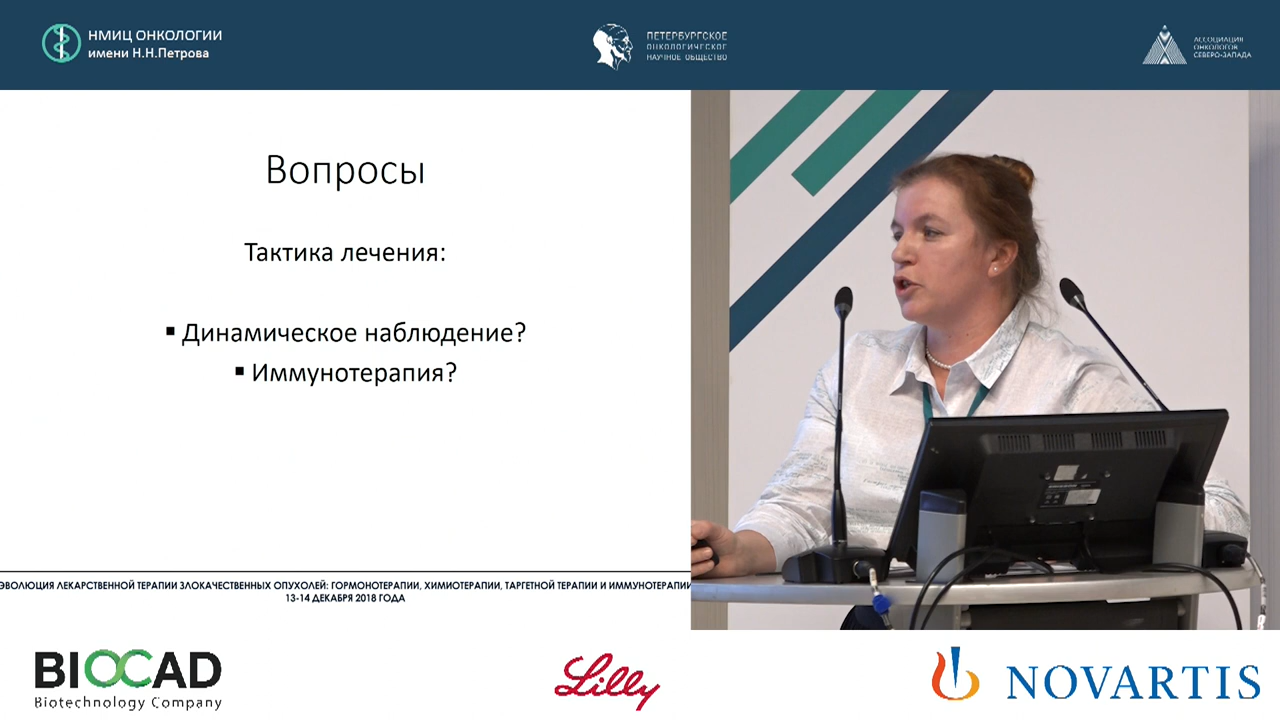 НМИЦ ОНКОЛОГИИ
имени Н.Н.Петрова
ПЕТЕРБУРГСКОЕ
ОНКОЛОГИЧЕСКОЕ
НАУЧНОЕ ОБЩЕСТВО
АССОЦИАЦИЯ
ОНКОЛОГОВ
СЕВЕРО-ЗАПАДА
Вопросы
Тактика лечения:
▪ Динамическое наблюдение?
▪ Иммунотерапия?
ЭВОЛЮЦИЯ ЛЕКАРСТВЕННОЙ ТЕРАПИИ ЗЛОКАЧЕСТВЕННЫХ ОПУХОЛЕЙ: ГОРМОНОТЕРАПИИ, ХИМИОТЕРАПИИ, ТАРГЕТНОЙ ТЕРАПИИ И ИММУНОТЕРАПИИ
13-14 ДЕКАБРЯ 2018 ГОДА
BIOCAD
Biotechnology Company
Lilly
NOVARTIS